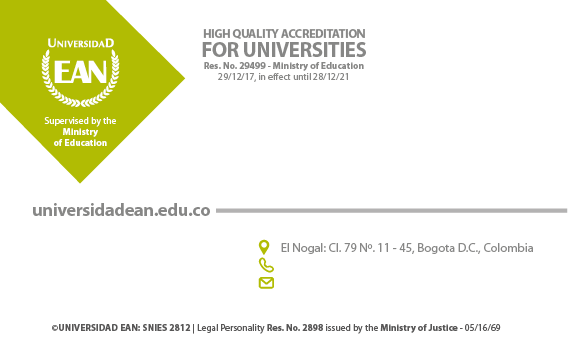 UNIVERSIDAD
EAN
Supervised by the
Ministry
of Education
HIGH QUALITY ACCREDITATION
FOR UNIVERSITIES
Res. No. 29499 - Ministry of Education
29/12/17, in effect until 28/12/21
universidadean.edu.co
El Nogal: Cl. 79 Nº. 11 - 45, Bogota D.C., Colombia
©UNIVERSIDAD EAN: SNIES 2812 | Legal Personality Res. No. 2898 issued by the Ministry of Justice - 05/16/69